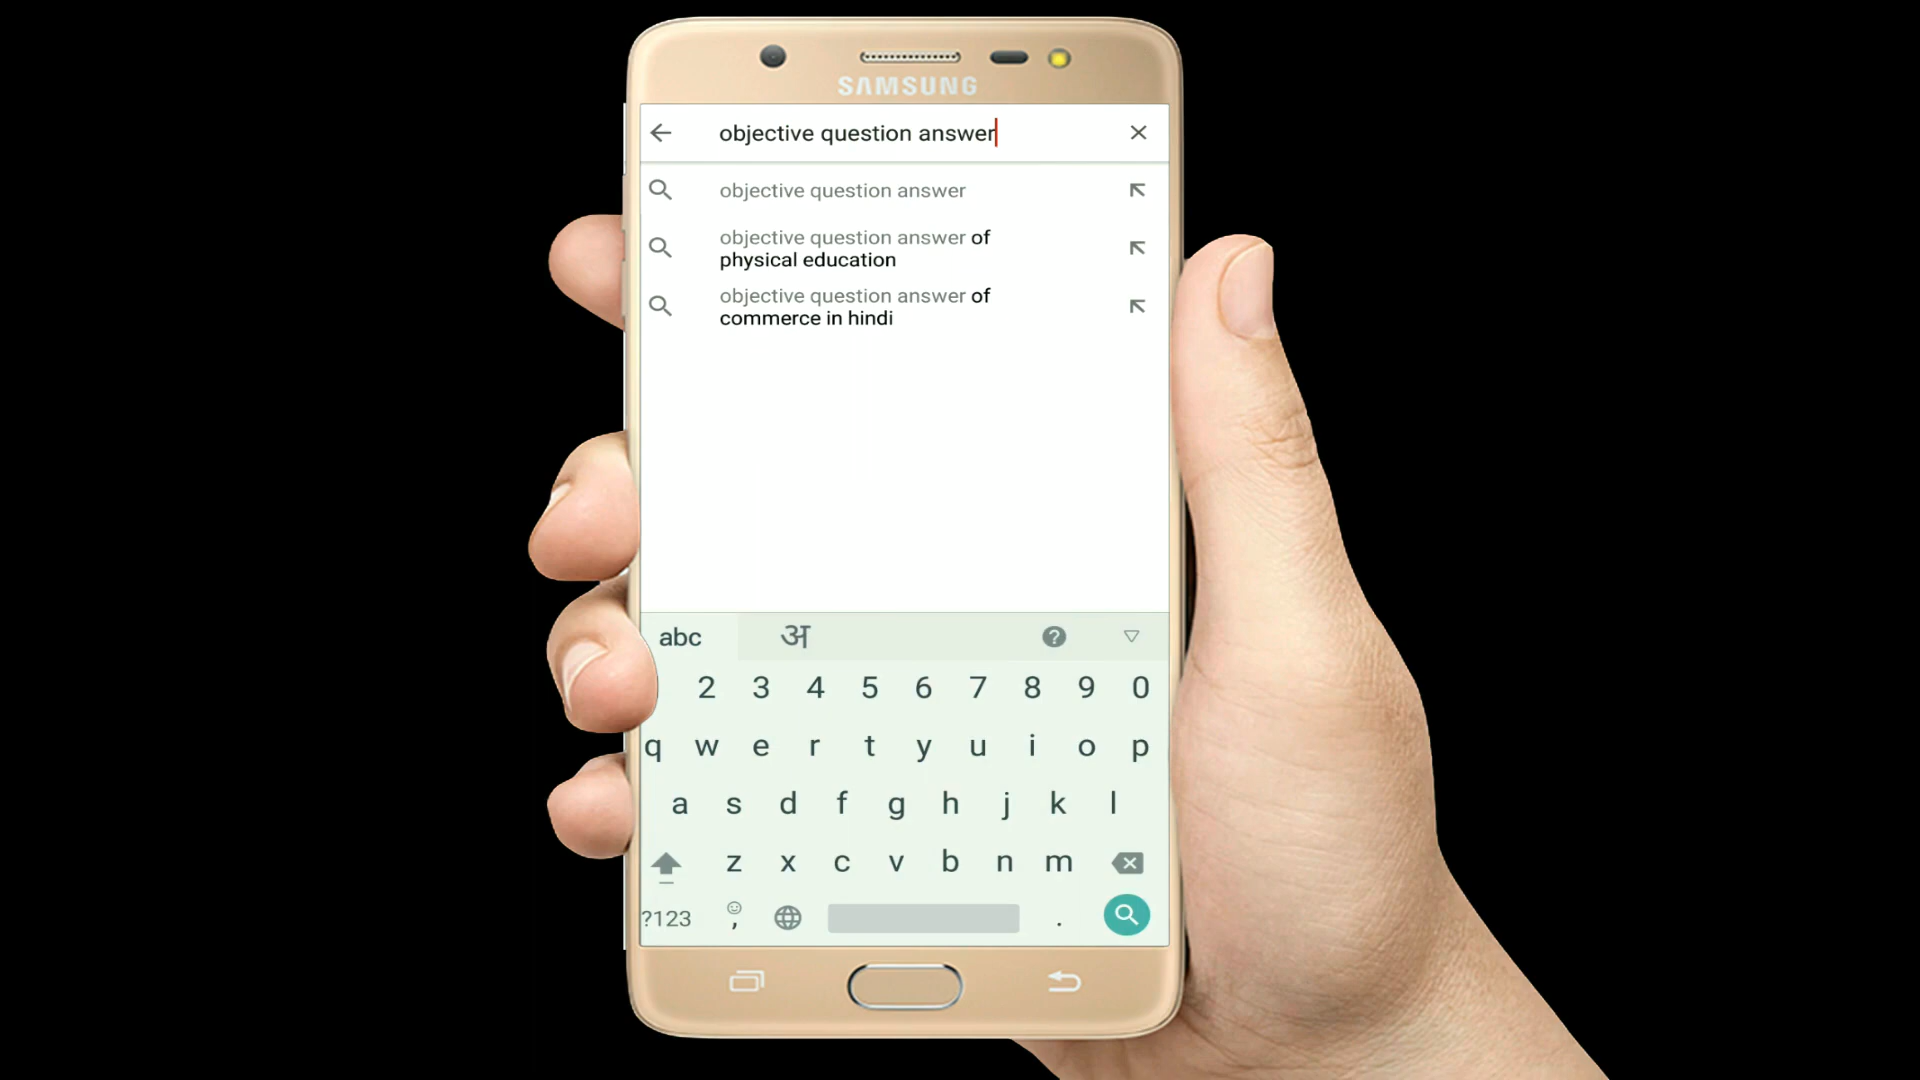 SAMSUNG
objective question answer
objective question answer
objective question answer of
physical education
objective question answer of
commerce in hindi
abc अ ?
2 3 4 5 6 7 8 9 0
q w e r t y u i o p
a s d f g h j k l
z x c v b n m
?123 , .